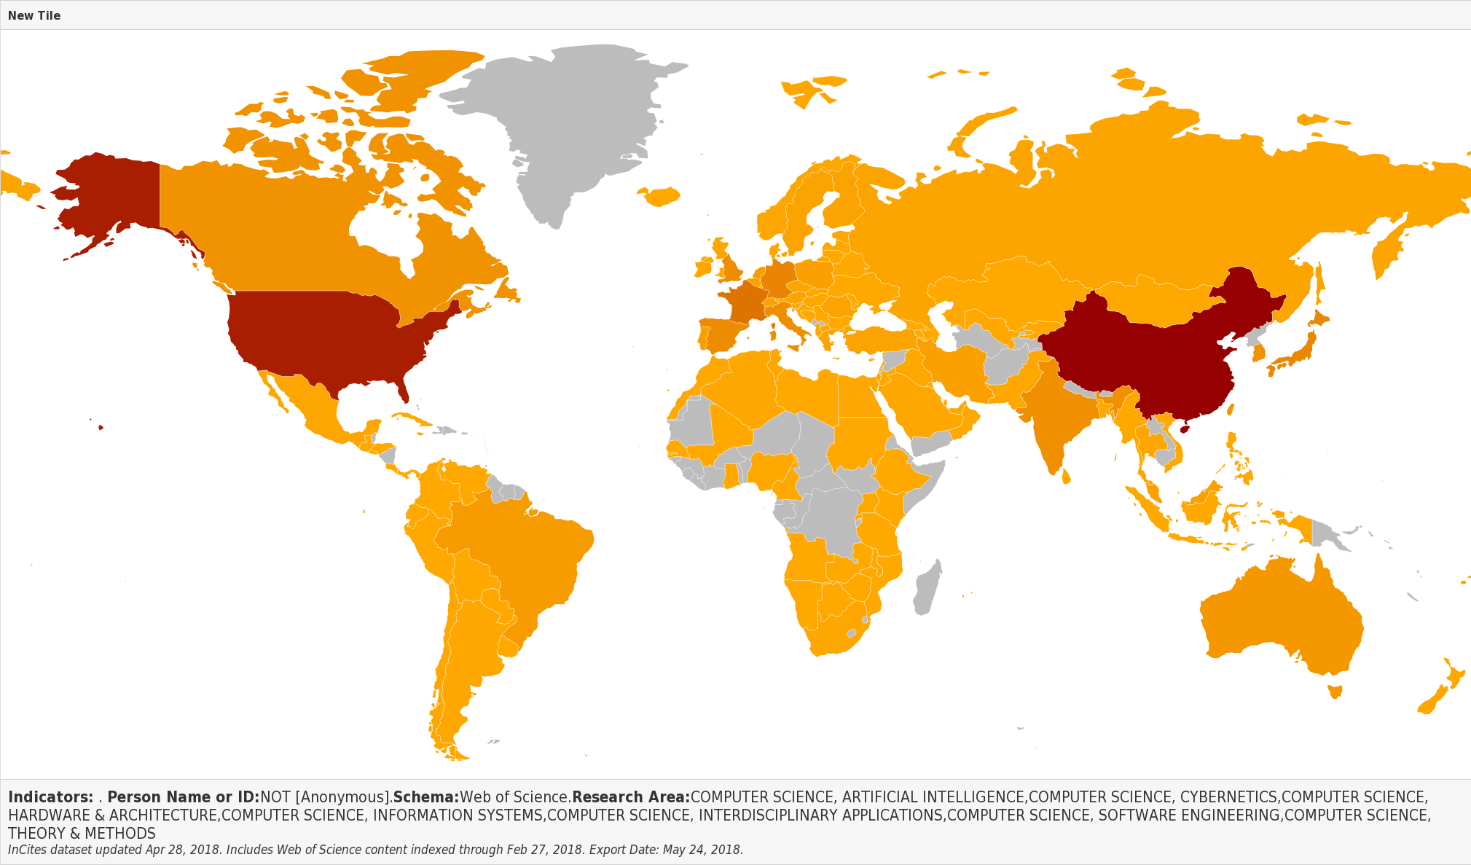 New Tile
Indicators: . Person Name or ID:NOT [Anonymous].Schema:Web of Science.Research Area:COMPUTER SCIENCE, ARTIFICIAL INTELLIGENCE,COMPUTER SCIENCE, CYBERNETICS,COMPUTER SCIENCE,
HARDWARE & ARCHITECTURE,COMPUTER SCIENCE, INFORMATION SYSTEMS,COMPUTER SCIENCE, INTERDISCIPLINARY APPLICATIONS,COMPUTER SCIENCE, SOFTWARE ENGINEERING,COMPUTER SCIENCE,
THEORY & METHODS
InCites dataset updated Apr 28, 2018. Includes Web of Science content indexed through Feb 27, 2018. Export Date: May 24, 2018.